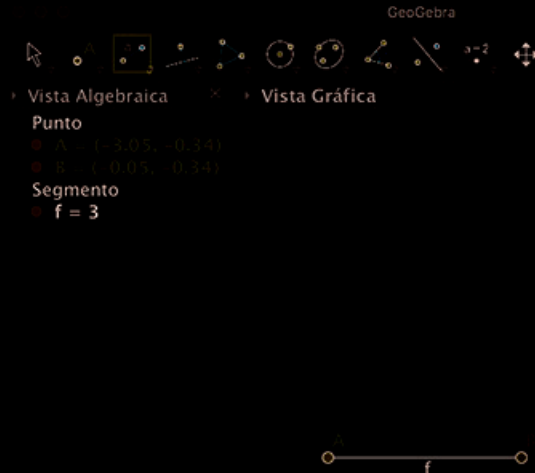 GeoGebra
A
a=2
Vista Algebraica
Vista Gráfica
Punto
A = (-3.05, -0.34)
B = (-0.05, -0.34)
Segmento
f = 3
A
f